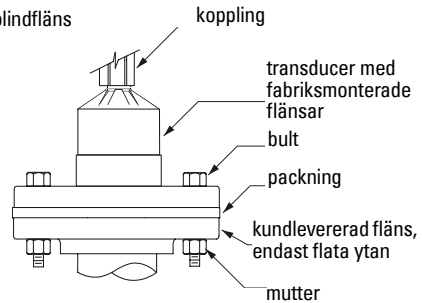 blindfläns
koppling
transducer med
fabriksmonterade
flänsar
bult
packning
kundlevererad fläns,
endast flata ytan
mutter